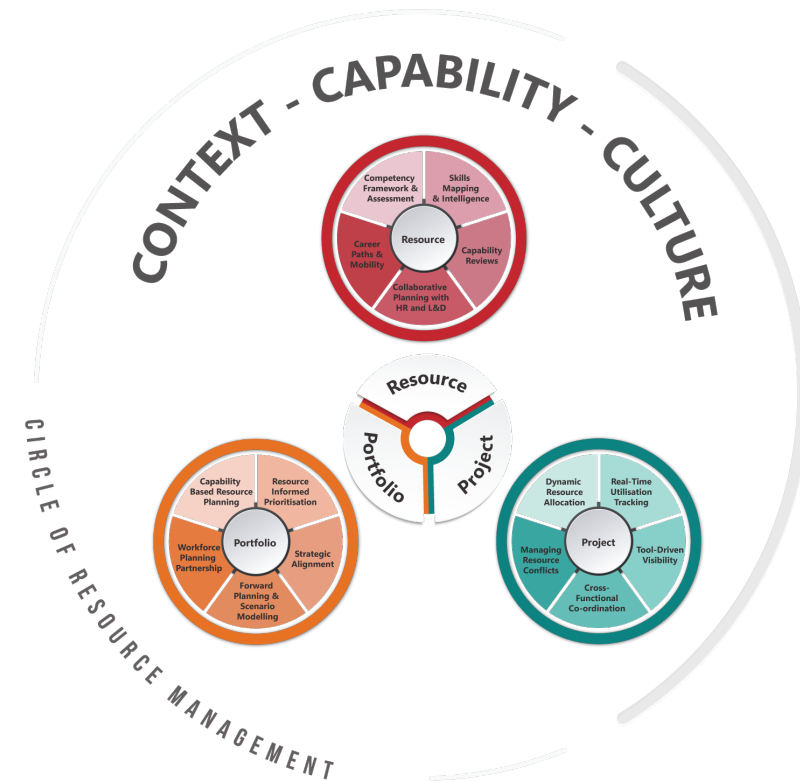 CONTEXT - CAPABILITY - CULTURE
Competency
Framework &
Assessment
Skills
Mapping
& Intelligence
Career
Paths &
Mobility
Resource
Capability
Reviews
Collaborative
Planning with
HR and L&D
Resource
Portfolio
Project
Capability
Based Resource
Planning
Resource
Informed
Prioritisation
Workforce
Planning
Partnership
Portfolio
Strategic
Alignment
Forward
Planning &
Scenario
Modelling
Dynamic
Resource
Allocation
Real-Time
Utilisation
Tracking
Managing
Resource
Conflicts
Project
Tool-Driven
Visibility
Cross-
Functional
Co-ordination
CIRCLE OF RESOURCE MANAGEMENT